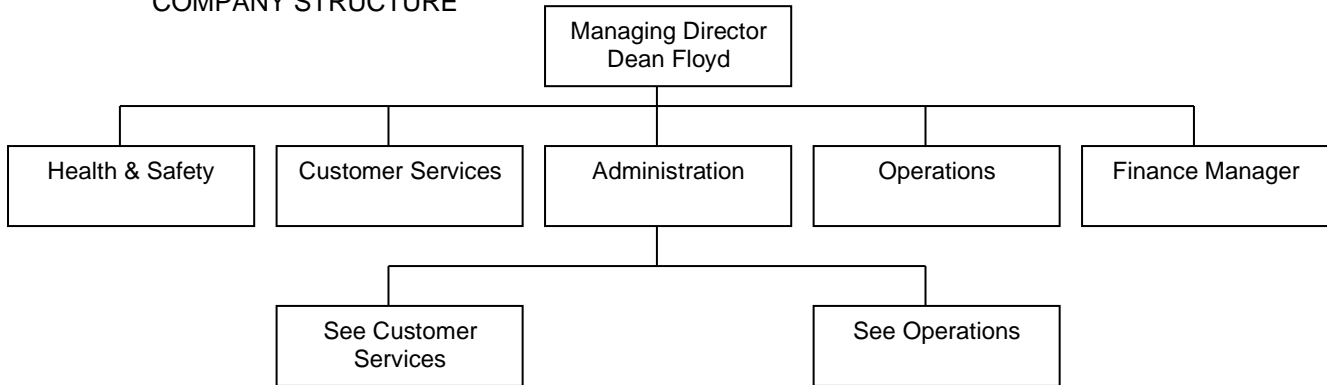 COMPANY STRUCTURE
Managing Director
Dean Floyd
Health & Safety
Customer Services
Administration
Operations
Finance Manager
See Customer
Services
See Operations